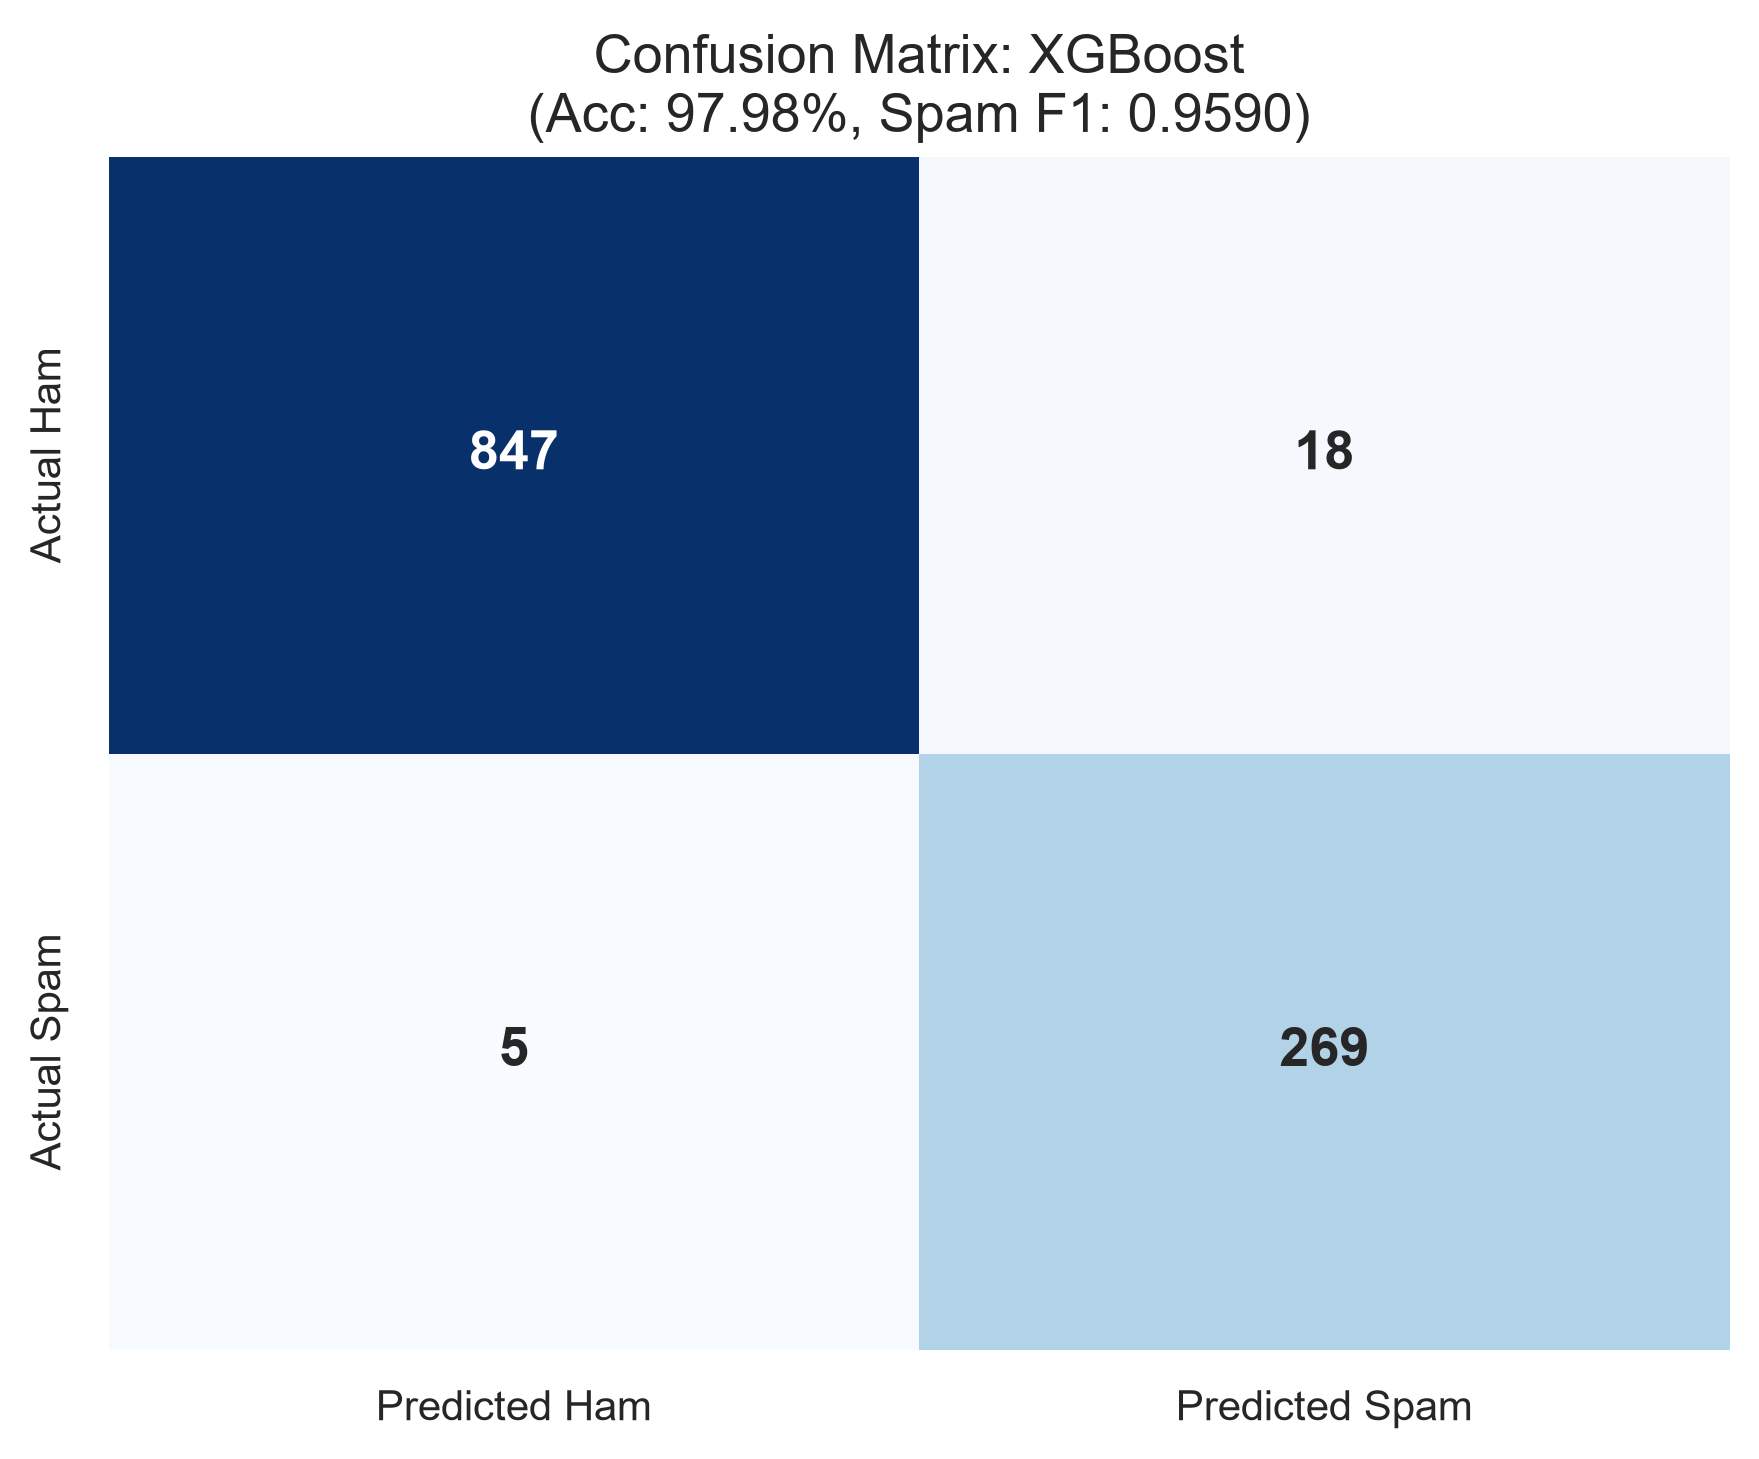 Confusion Matrix: XGBoost
(Acc: 97.98%, Spam F1: 0.9590)
Actual Ham
847
18
Actual Spam
5
269
Predicted Ham
Predicted Spam